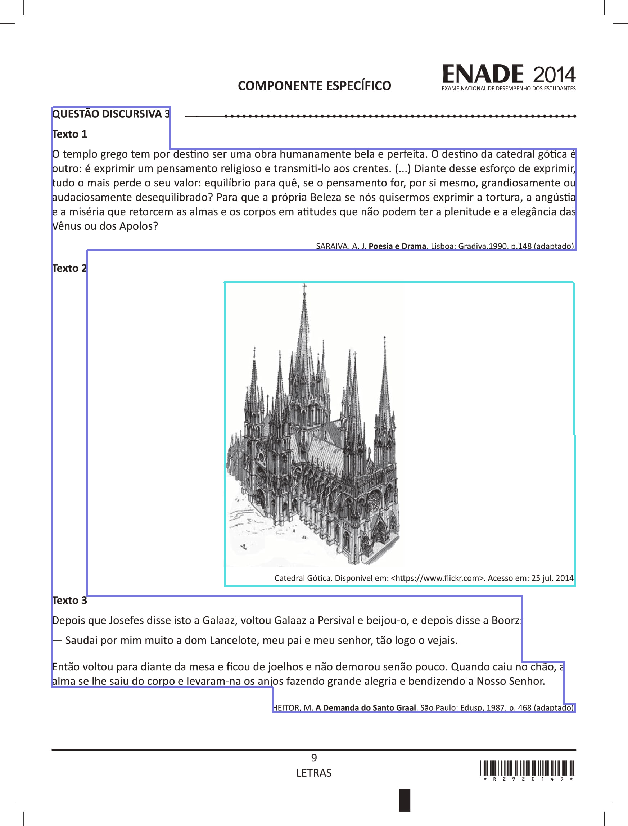 COMPONENTE ESPECÍFICO
ENADE 2014
EXAME NACIONAL DE DESEMPENHO DOS ESTUDANTES
QUESTÃO DISCURSIVA 3
Texto 1
O templo grego tem por destino ser uma obra humanamente bela e perfeita. O destino da catedral gótica é
outro: é exprimir um pensamento religioso e transmiti-lo aos crentes. (...) Diante desse esforço de exprimir,
tudo o mais perde o seu valor: equilíbrio para quê, se o pensamento for, por si mesmo, grandiosamente ou
audaciosamente desequilibrado? Para que a própria Beleza se nós quisermos exprimir a tortura, a angústia
e a miséria que retorcem as almas e os corpos em atitudes que não podem ter a plenitude e a elegância das
Vênus ou dos Apolos?
SARAIVA, A. J. Poesia e Drama. Lisboa: Gradiva,1990, p.148 (adaptado).
Texto 2
Catedral Gótica. Disponível em: <https://www.flickr.com>. Acesso em: 25 jul. 2014
Texto 3
Depois que Josefes disse isto a Galaaz, voltou Galaaz a Persival e beijou-o, e depois disse a Boorz:
— Saudai por mim muito a dom Lancelote, meu pai e meu senhor, tão logo o vejais.
Então voltou para diante da mesa e ficou de joelhos e não demorou senão pouco. Quando caiu no chão, a
alma se lhe saiu do corpo e levaram-na os anjos fazendo grande alegria e bendizendo a Nosso Senhor.
HEITOR, M. A Demanda do Santo Graal. São Paulo: Edusp, 1987, p. 468 (adaptado).
9
LETRAS